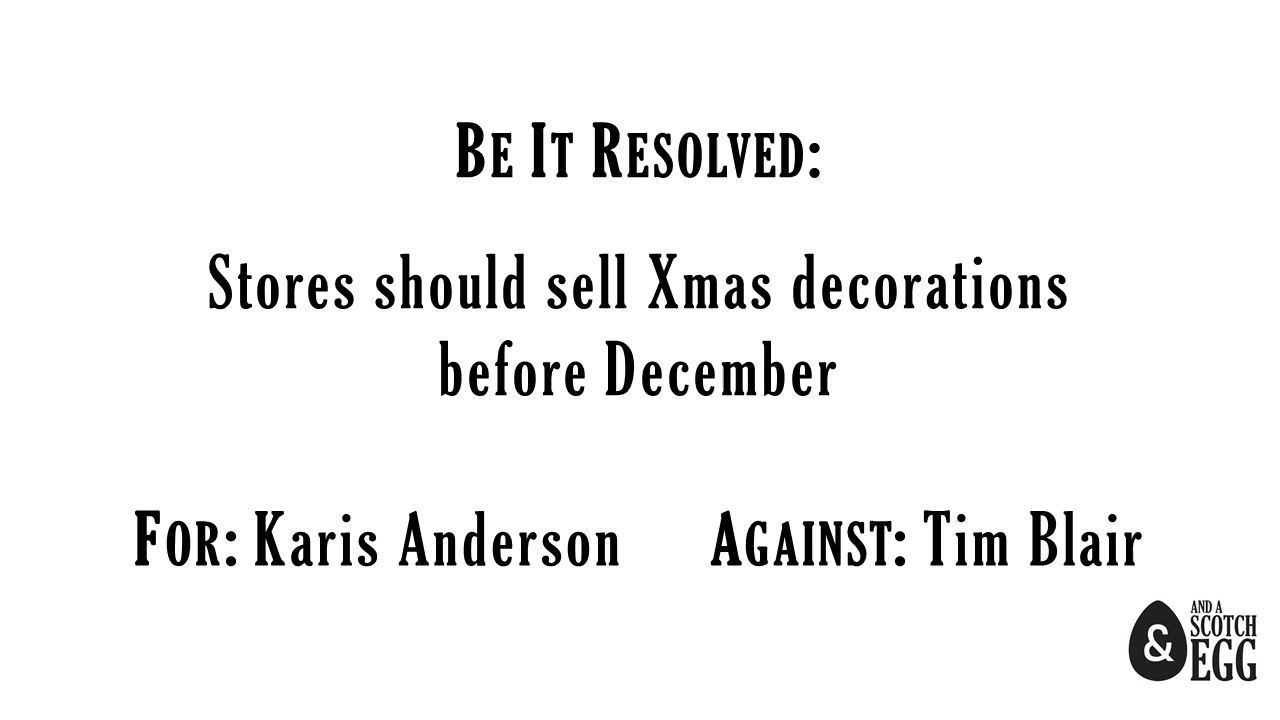 BE IT RESOLVED:
Stores should sell Xmas decorations
before December
FOR: Karis Anderson AGAINST: Tim Blair
& AND A
SCOTCH
EGG